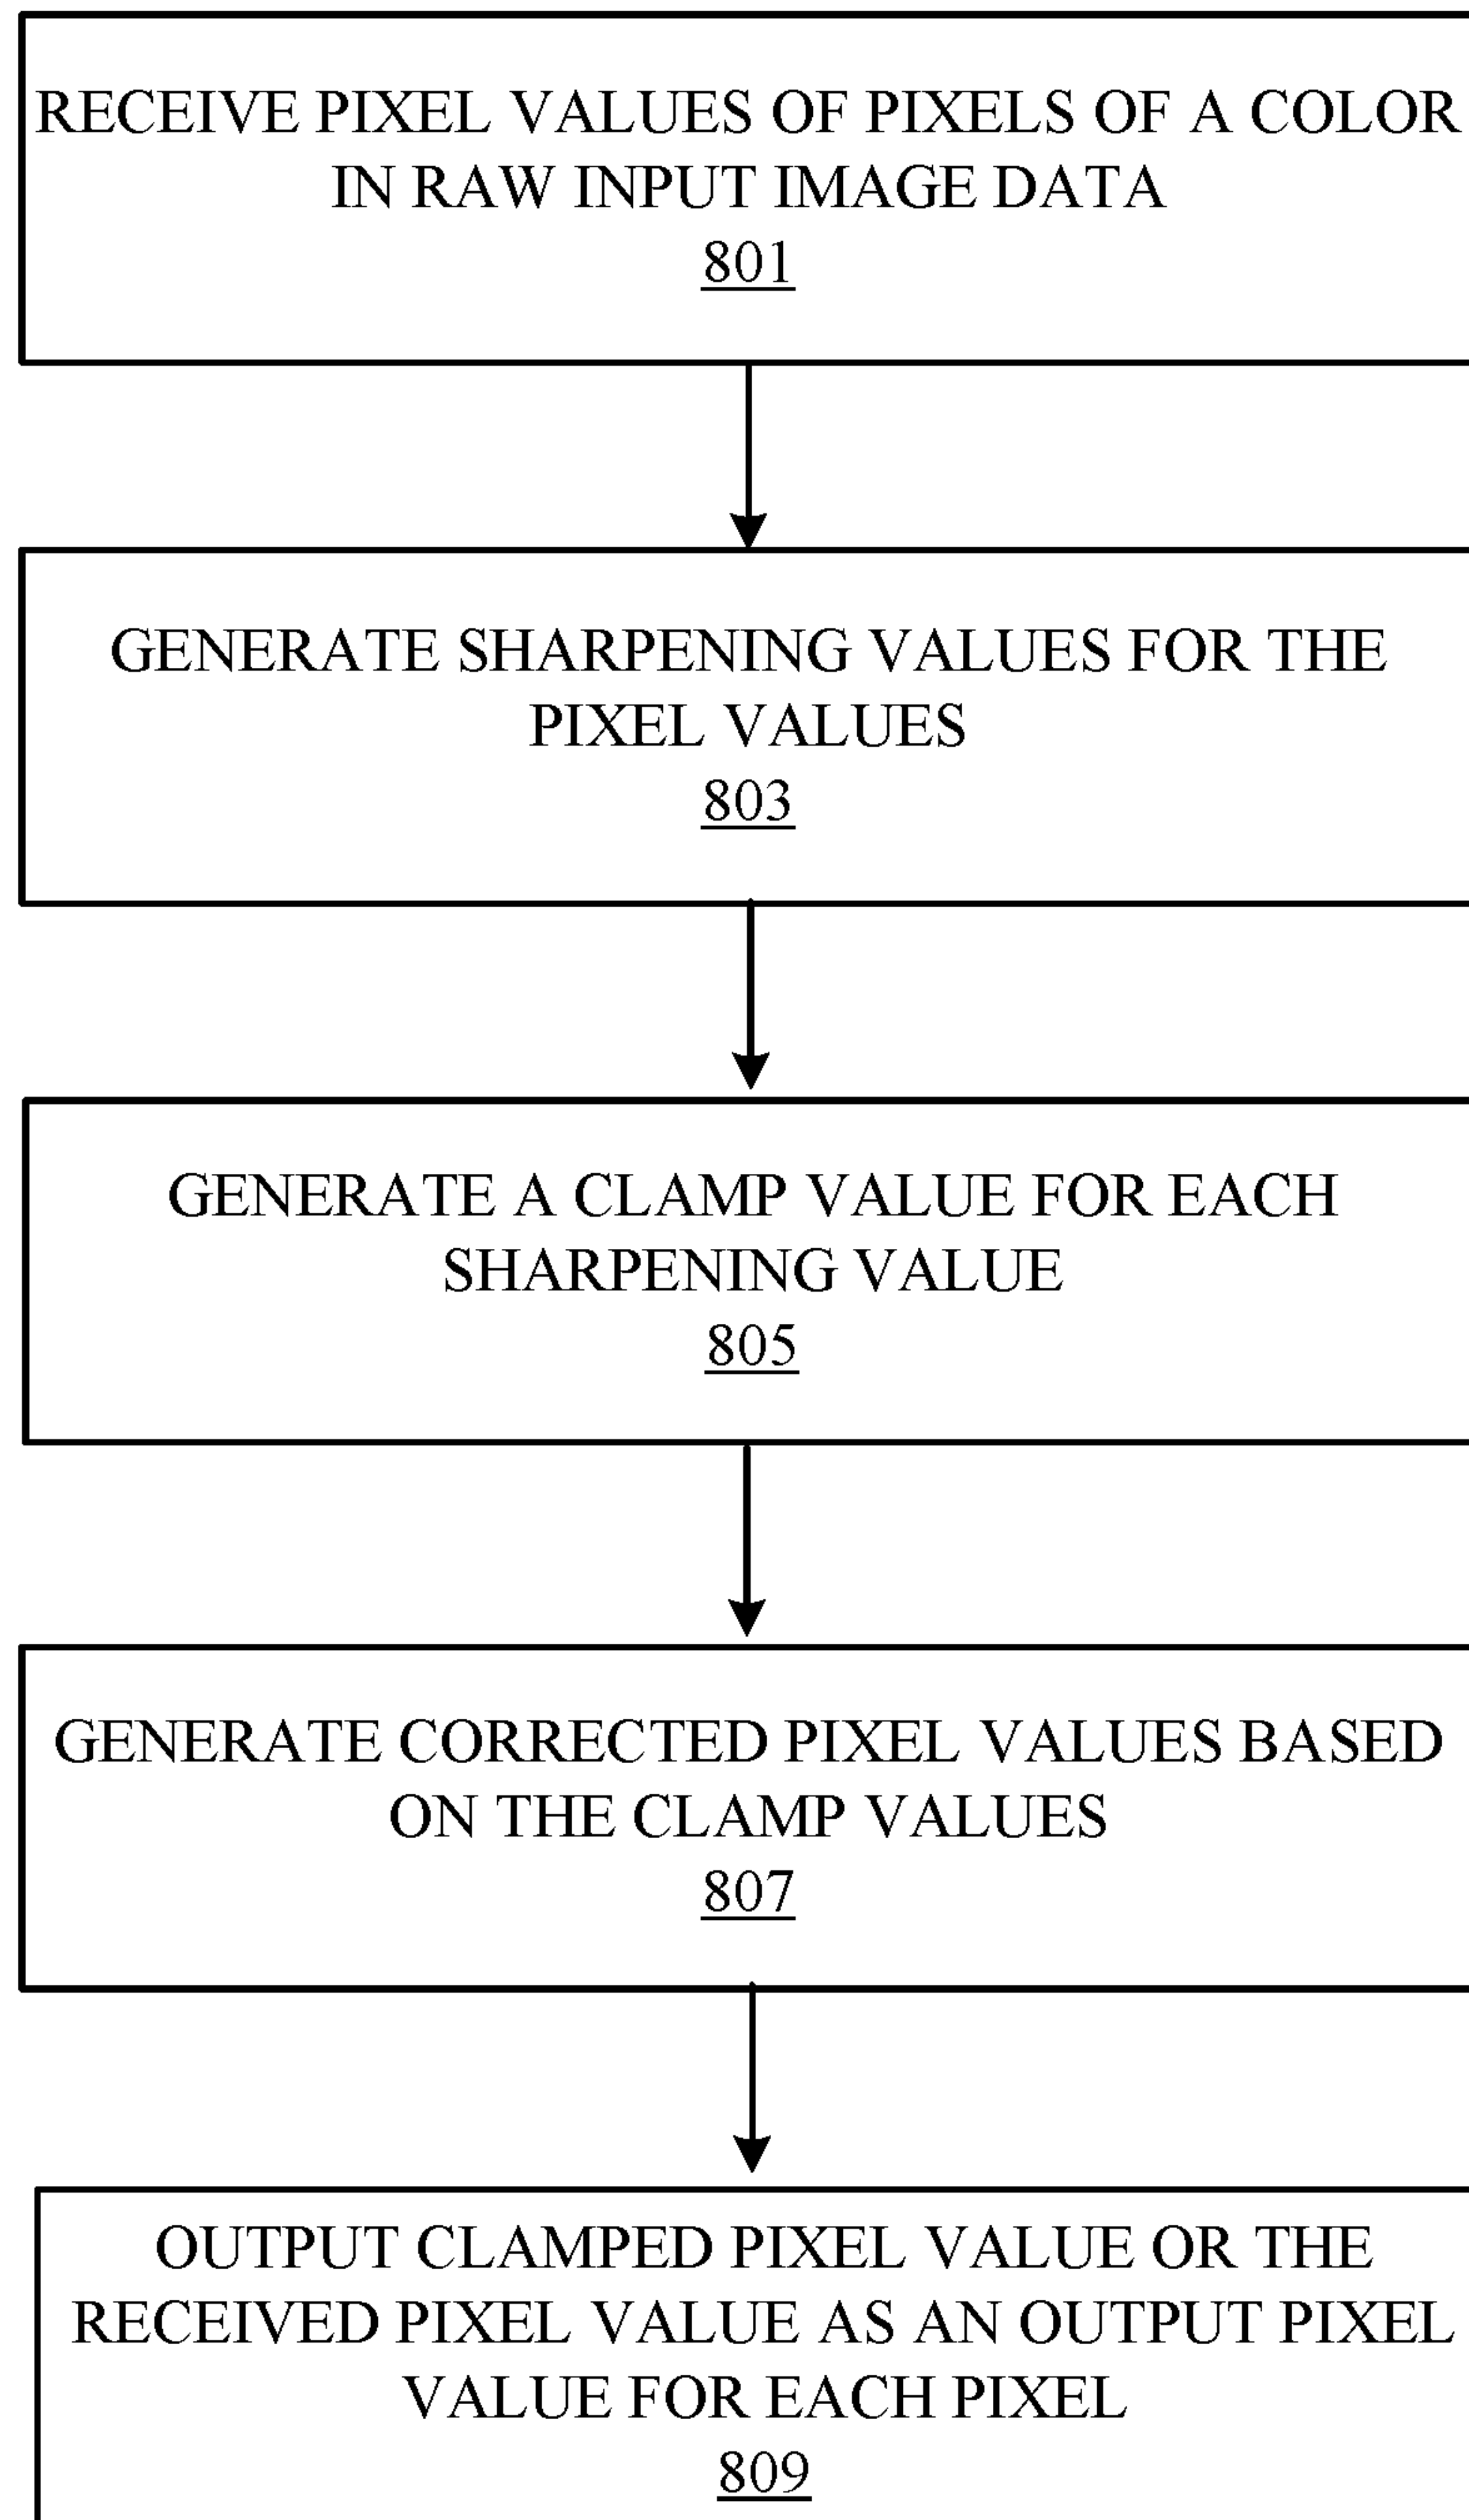 RECEIVE PIXEL VALUES OF PIXELS OF A COLOR
IN RAW INPUT IMAGE DATA
801
GENERATE SHARPENING VALUES FOR THE
PIXEL VALUES
803
GENERATE A CLAMP VALUE FOR EACH
SHARPENING VALUE
805
GENERATE CORRECTED PIXEL VALUES BASED
ON THE CLAMP VALUES
807
OUTPUT CLAMPED PIXEL VALUE OR THE
RECEIVED PIXEL VALUE AS AN OUTPUT PIXEL
VALUE FOR EACH PIXEL
809